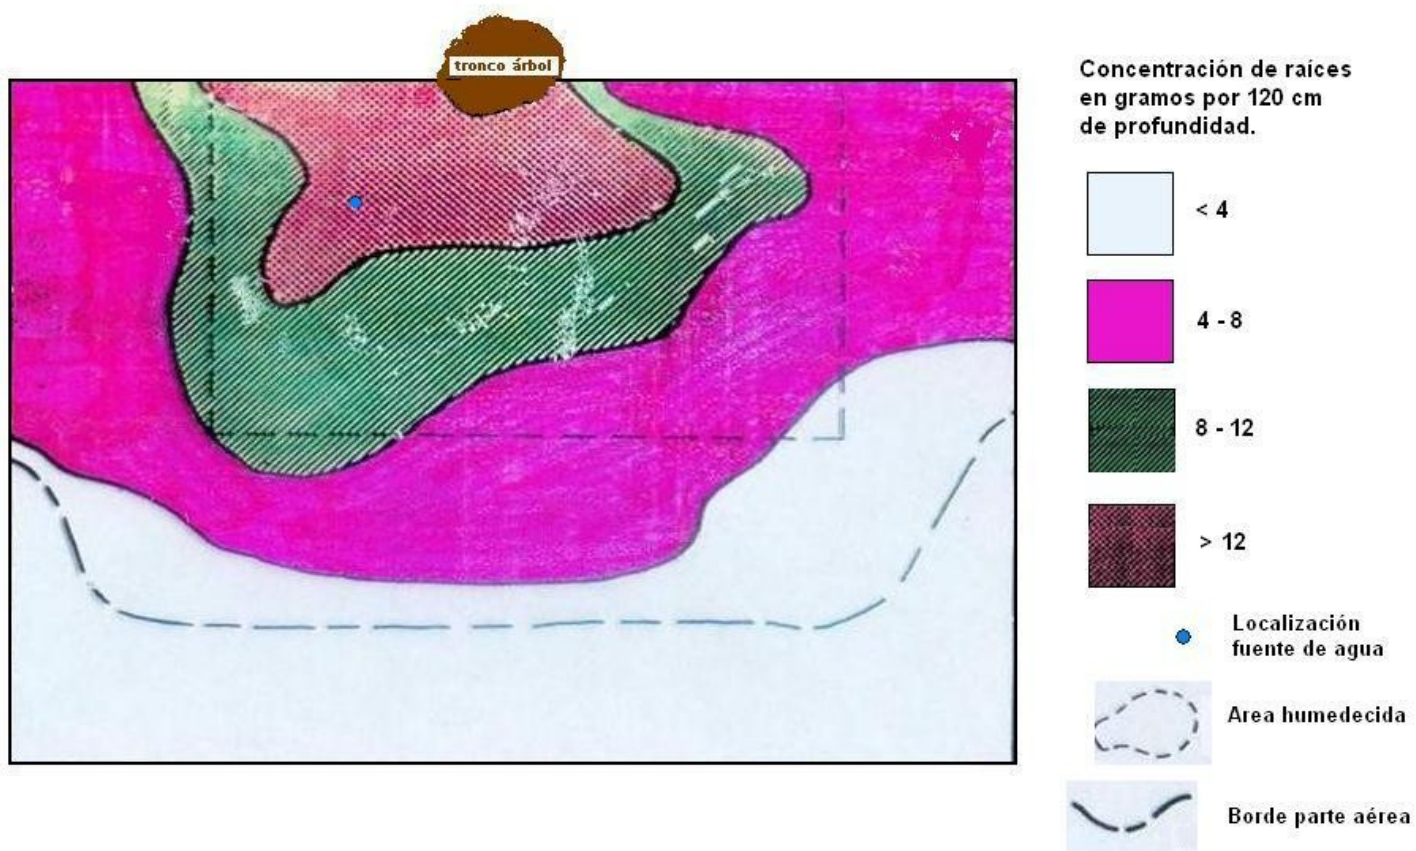 tronco árbol
Concentración de raíces
en gramos por 120 cm
de profundidad.
< 4
4 - 8
8 - 12
> 12
Localización
fuente de agua
Area humedecida
Borde parte aérea